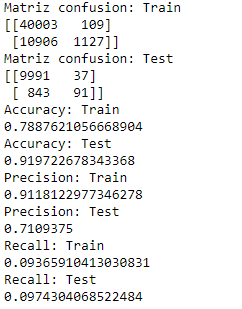 Matriz confusion: Train
[[40003   109]
 [10906  1127]]
Matriz confusion: Test
[[9991   37]
 [ 843   91]]
Accuracy: Train
0.7887621056668904
Accuracy: Test
0.919722678343368
Precision: Train
0.9118122977346278
Precision: Test
0.7109375
Recall: Train
0.09365910413030831
Recall: Test
0.0974304068522484